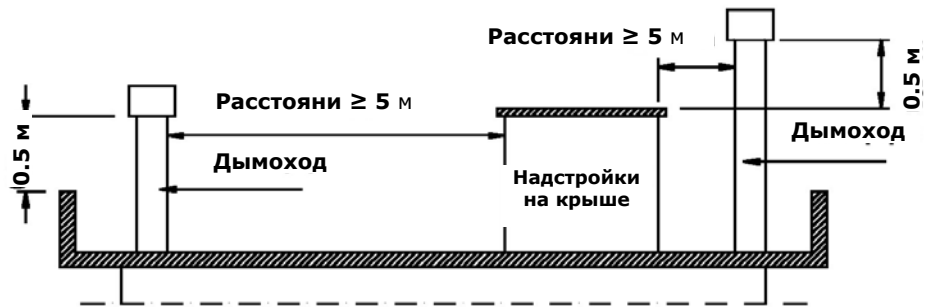 Расстояни ≥ 5 м
0.5 м
Расстояни ≥ 5 м
0.5 м
Дымоход
Дымоход
Надстройки
на крыше